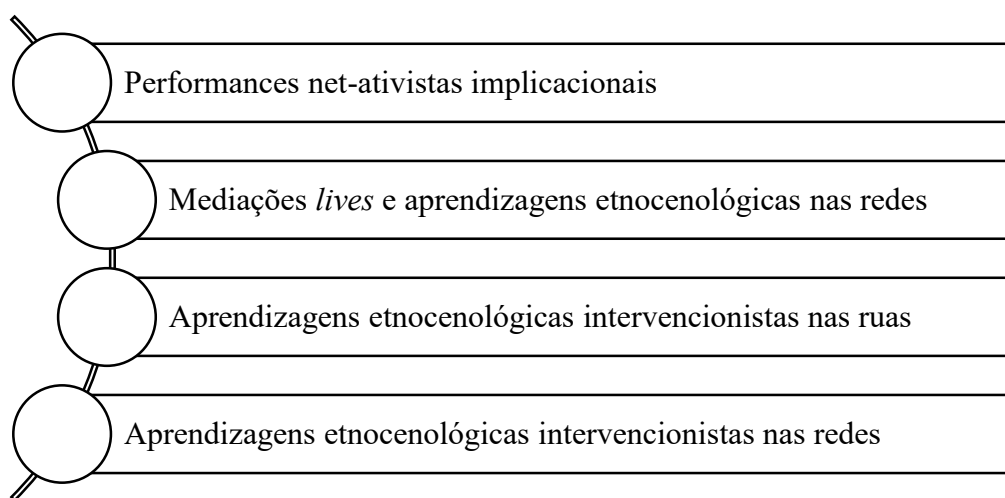 Performances net-ativistas implicacionais
Mediações lives e aprendizagens etnocenológicas nas redes
Aprendizagens etnocenológicas intervencionistas nas ruas
Aprendizagens etnocenológicas intervencionistas nas redes